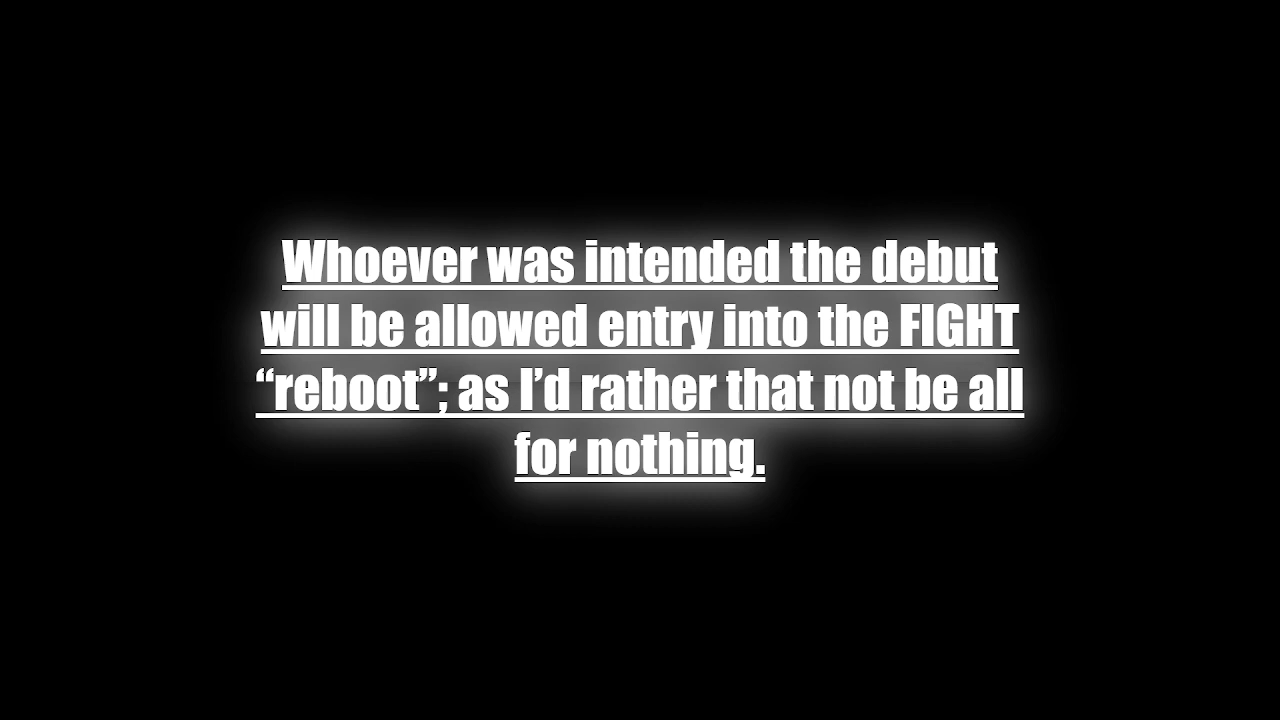 Whoever was intended the debut
will be allowed entry into the FIGHT
“reboot”; as I’d rather that not be all
for nothing.